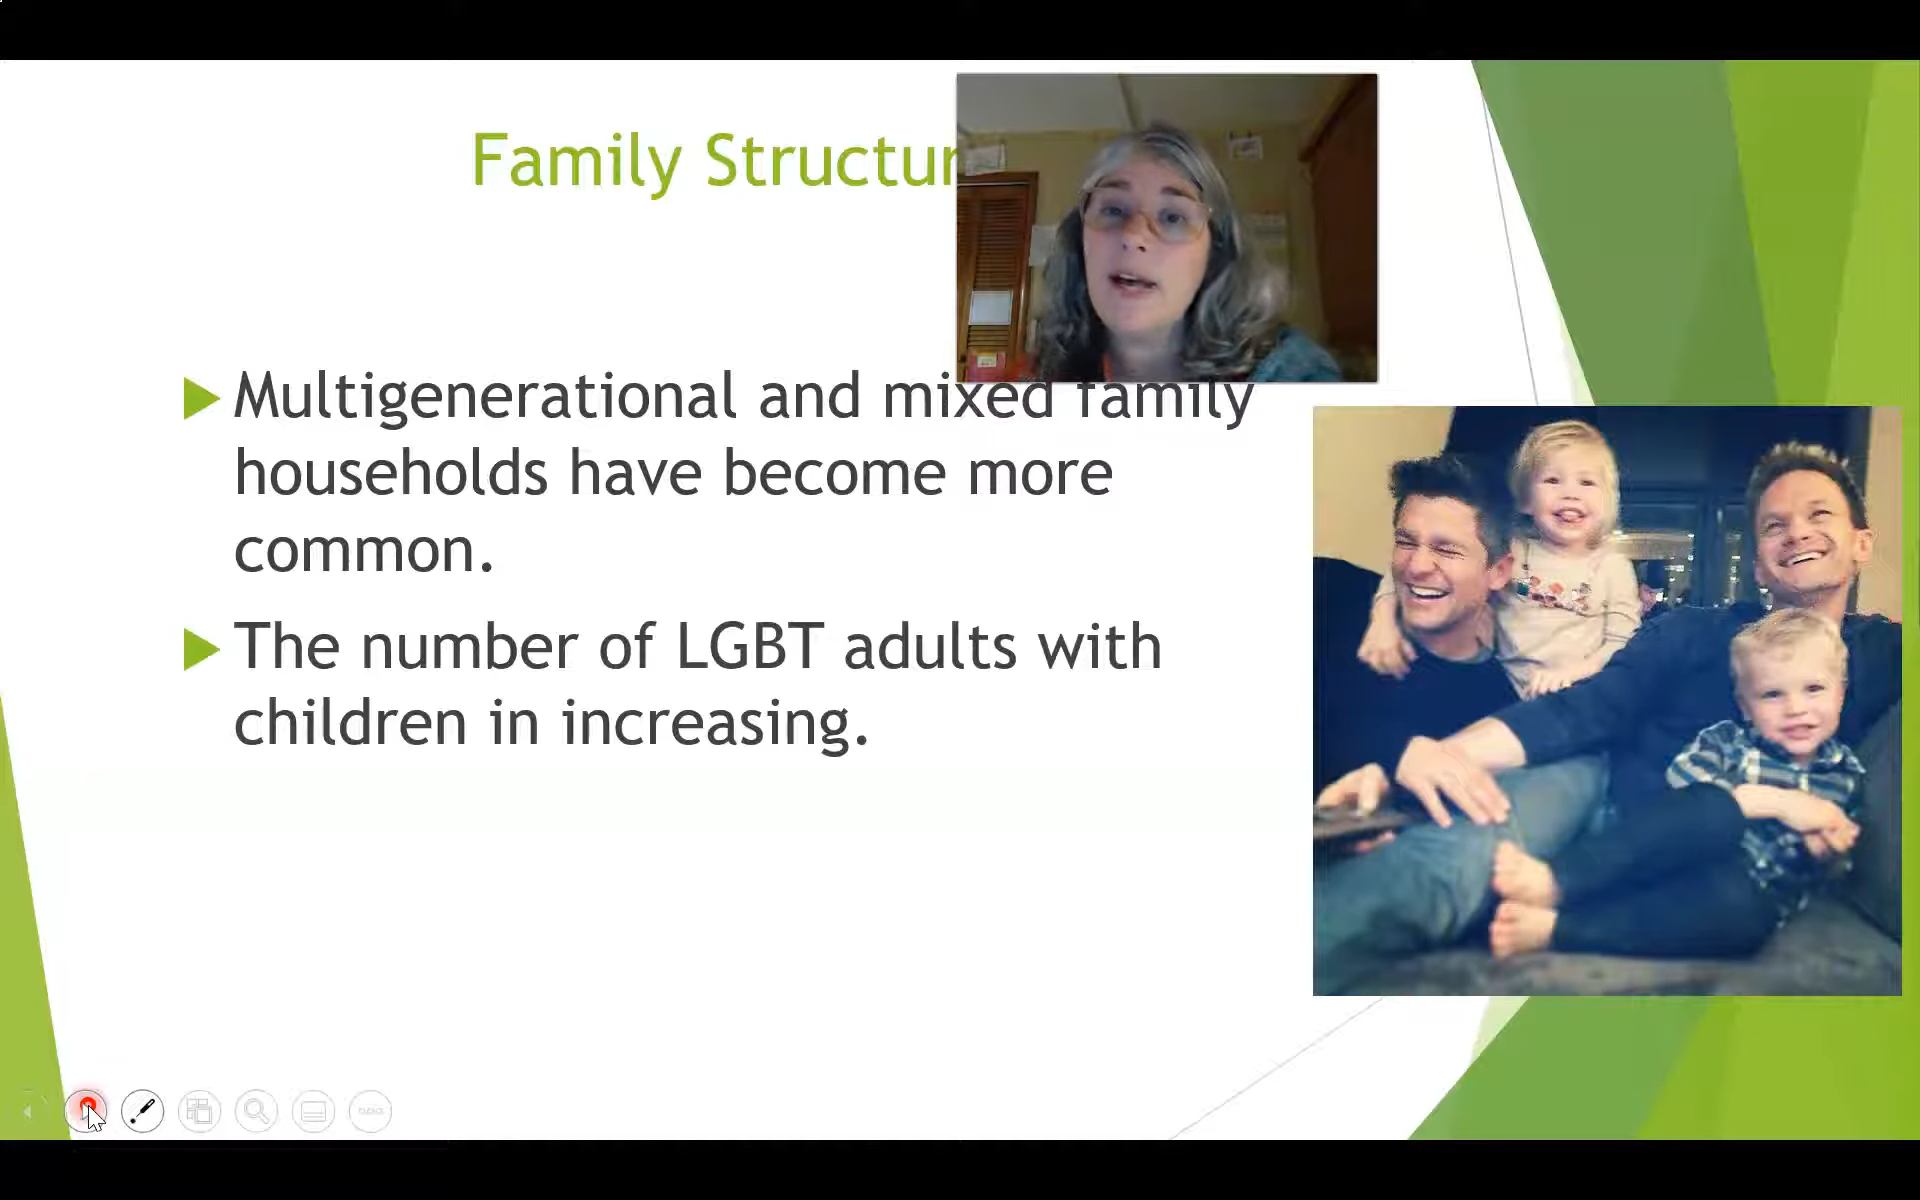 Family Structur
Multigenerational and mixed family
households have become more
common.
The number of LGBT adults with
children in increasing.